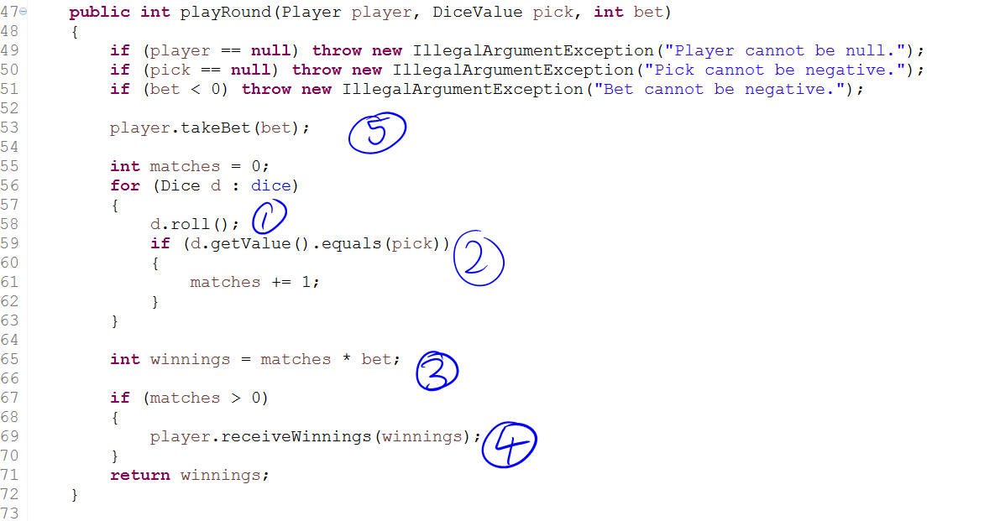 47 public int playRound(Player player, DiceValue pick, int bet)
48 {
49 if (player == null) throw new IllegalArgumentException("Player cannot be null.");
50 if (pick == null) throw new IllegalArgumentException("Pick cannot be negative.");
51 if (bet < 0) throw new IllegalArgumentException("Bet cannot be negative.");
52
53 player.takeBet(bet); 5
54
55 int matches = 0;
56 for (Dice d : dice)
57 {
58 d.roll(); 1
59 if (d.getValue().equals(pick)) 2
60 {
61 matches += 1;
62 }
63 }
64
65 int winnings = matches * bet; 3
66
67 if (matches > 0)
68 {
69 player.receiveWinnings(winnings); 4
70 }
71 return winnings;
72 }
73